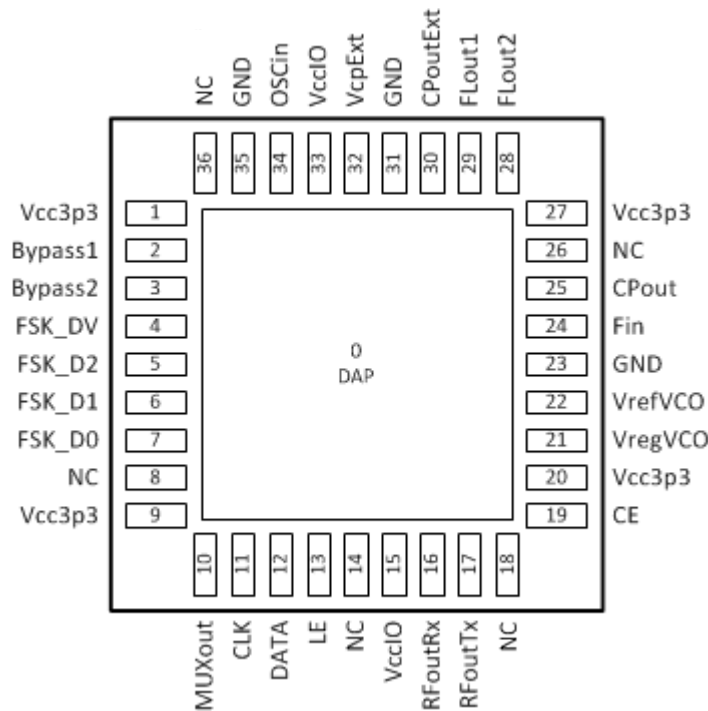 NC
GND
OSCin
VccIO
VcpExt
GND
CPoutExt
FLout1
FLout2
36
35
34
33
32
31
30
29
28
Vcc3p3 1
Bypass1 2
Bypass2 3
FSK_DV 4
FSK_D2 5
FSK_D1 6
FSK_D0 7
NC 8
Vcc3p3 9
0
DAP
27 Vcc3p3
26 NC
25 CPout
24 Fin
23 GND
22 VrefVCO
21 VregVCO
20 Vcc3p3
19 CE
10
11
12
13
14
15
16
17
18
MUXout
CLK
DATA
LE
NC
VccIO
RFoutRx
RFoutTx
NC